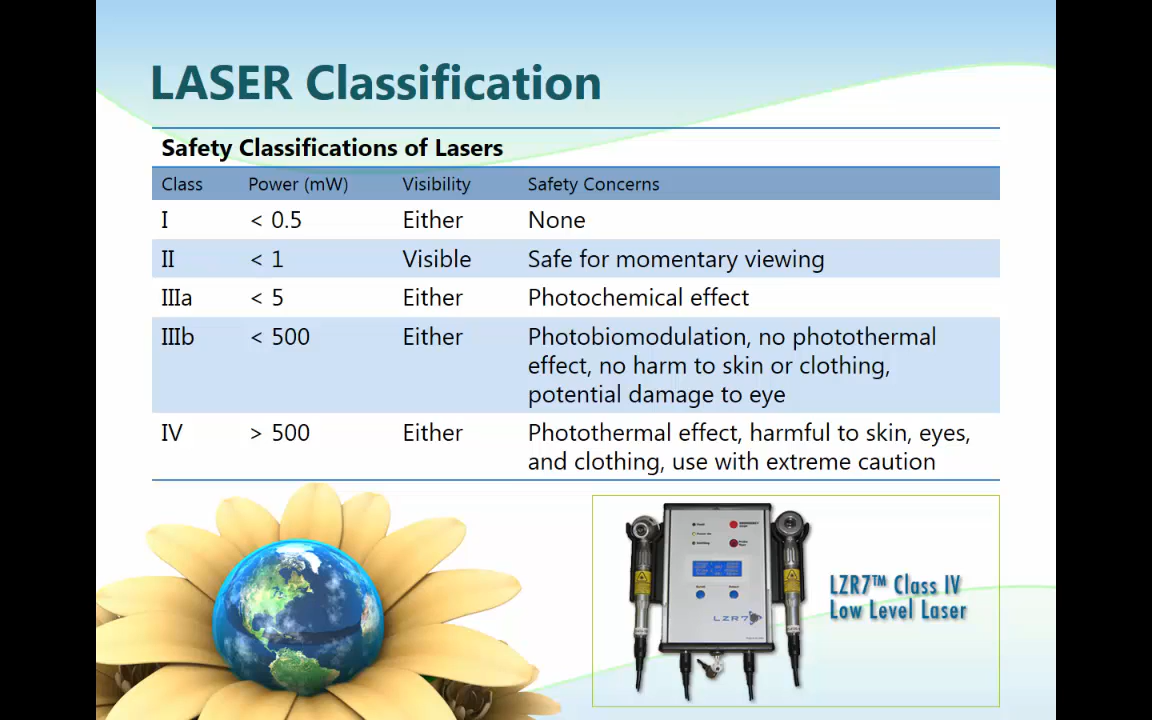 LASER Classification
Safety Classifications of Lasers
Class Power (mW) Visibility Safety Concerns
I < 0.5 Either None
II < 1 Visible Safe for momentary viewing
IIIa < 5 Either Photochemical effect
IIIb < 500 Either Photobiomodulation, no photothermal
effect, no harm to skin or clothing,
potential damage to eye
IV > 500 Either Photothermal effect, harmful to skin, eyes,
and clothing, use with extreme caution
LZR7
LZR7™ Class IV
Low Level Laser